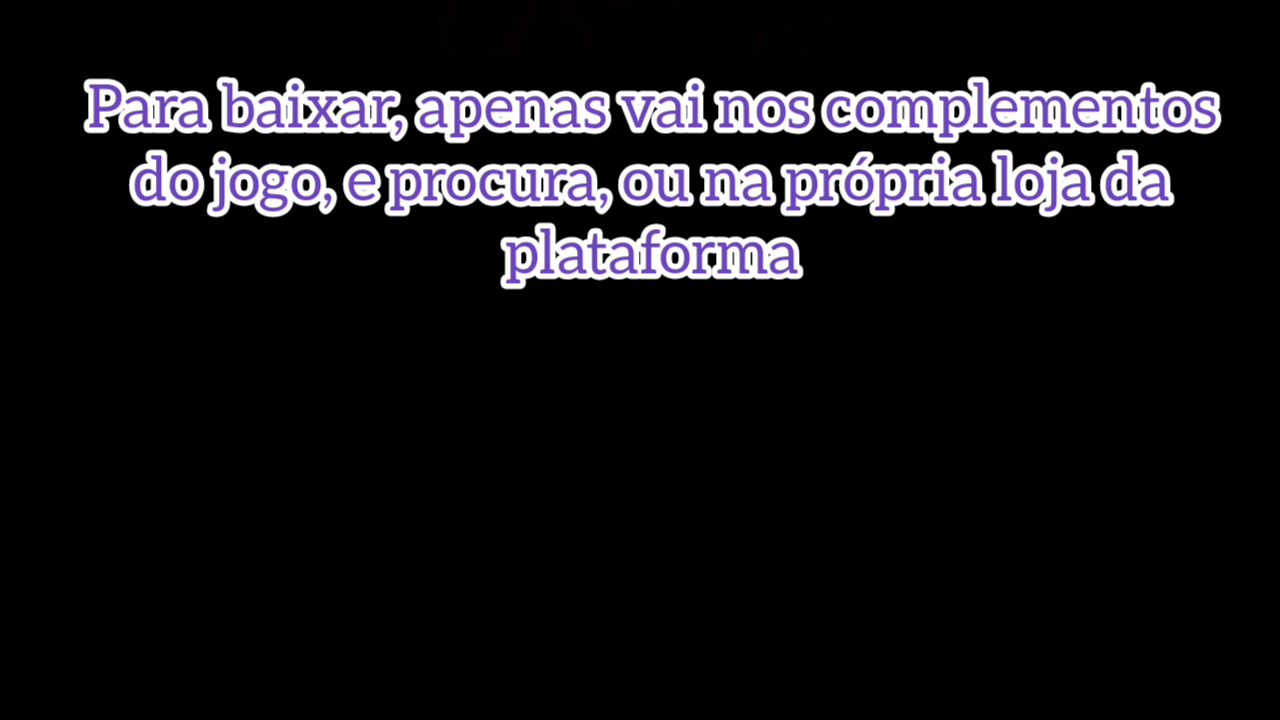 Para baixar, apenas vai nos complementos
do jogo, e procura, ou na própria loja da
plataforma